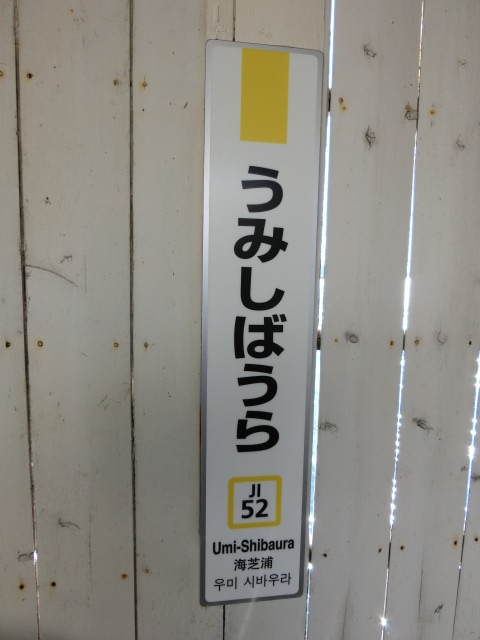 うみしばうら
JI
52
Umi-Shibaura
海芝浦
우미 시바우라